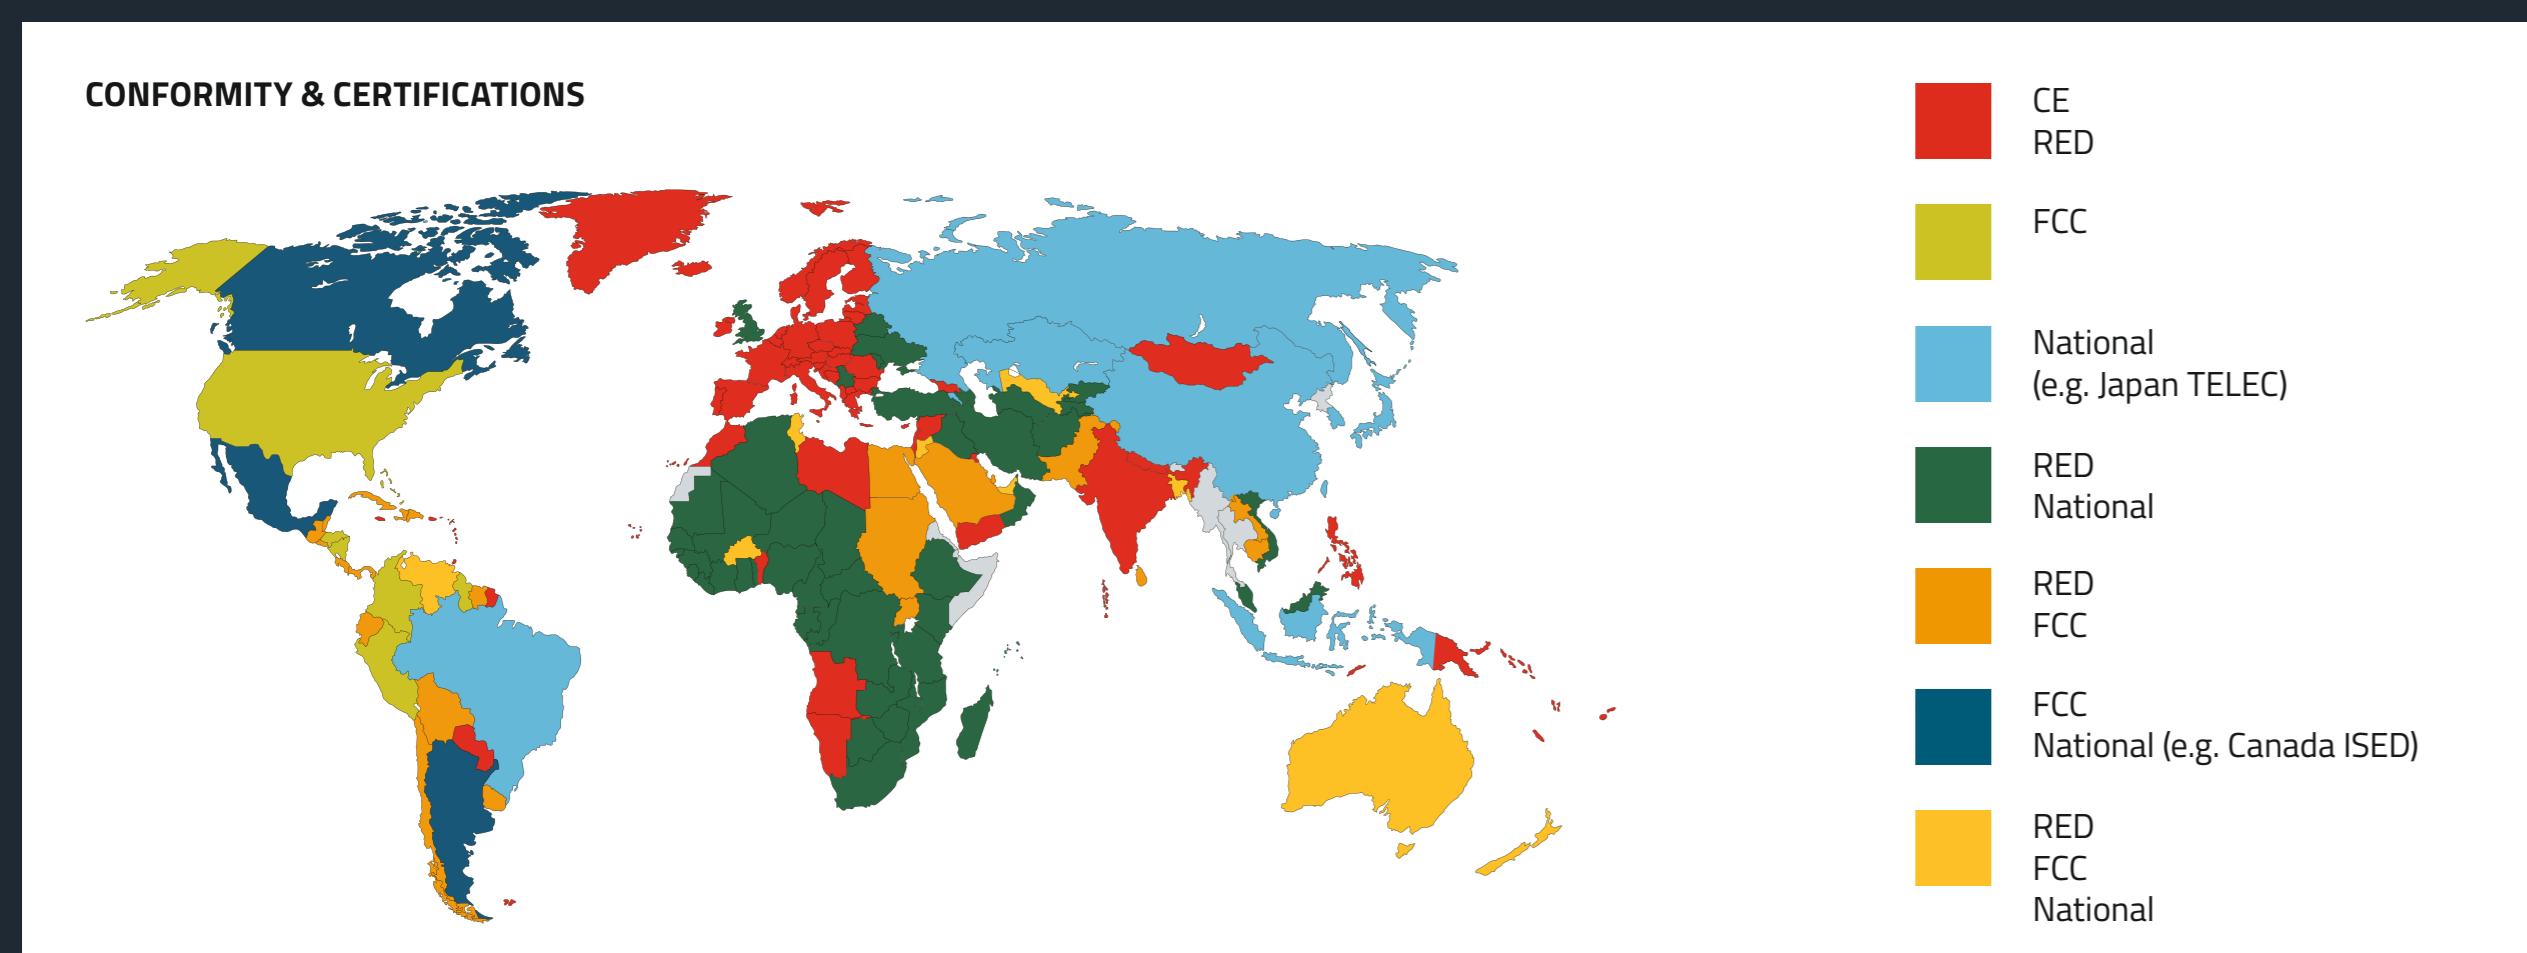 CONFORMITY & CERTIFICATIONS
CE
RED
FCC
National
(e.g. Japan TELEC)
RED
National
RED
FCC
FCC
National (e.g. Canada ISED)
RED
FCC
National